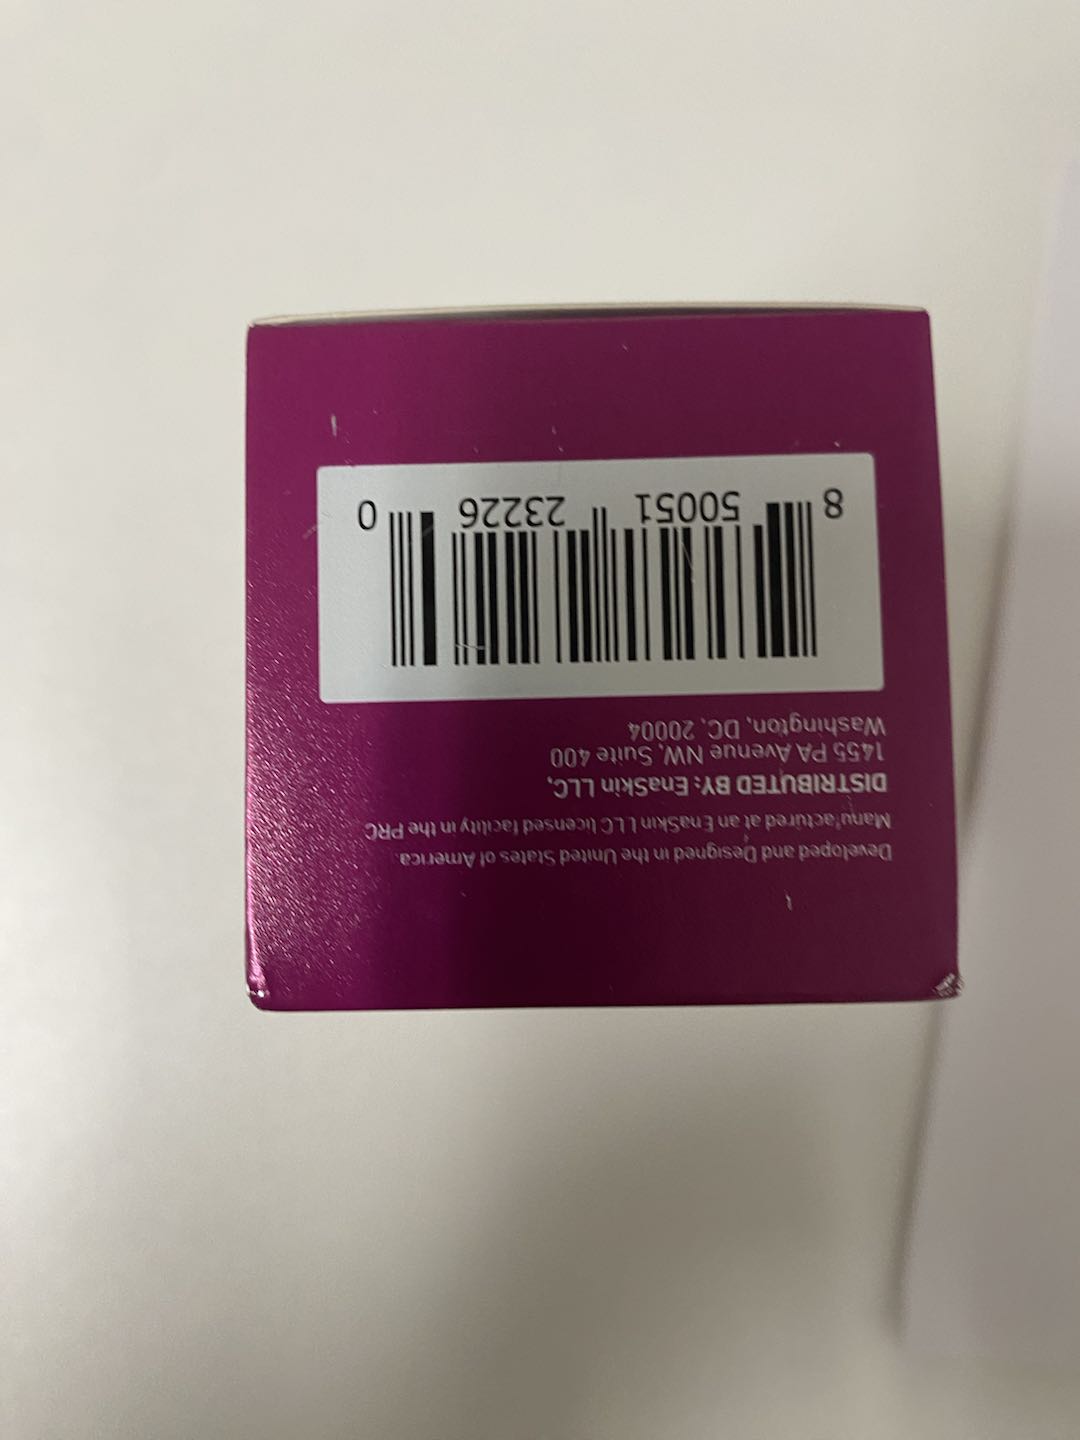 Developed and Designed in the United States of America.
Manufactured at an EnaSkin LLC licensed facility in the PRC
DISTRIBUTED BY: EnaSkin LLC,
1455 PA Avenue NW, Suite 400
Washington, DC, 20004
8 50051 23226 0